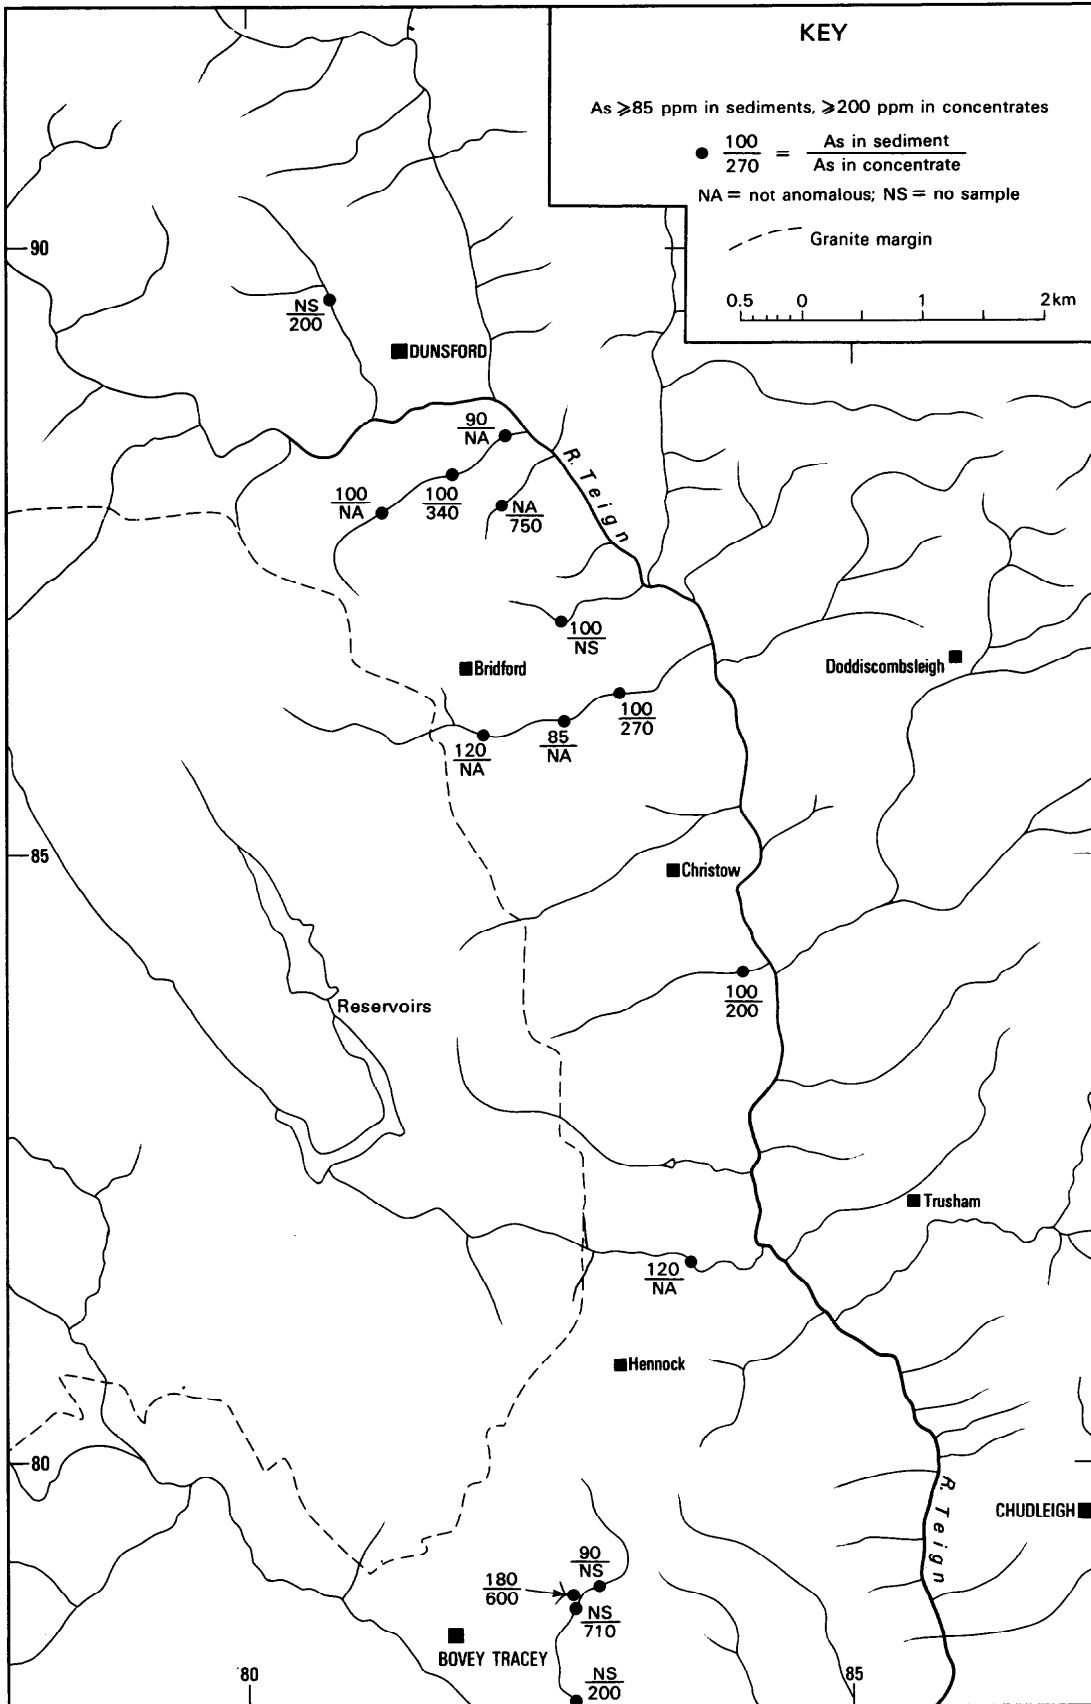 KEY
As ⩾85 ppm in sediments, ⩾200 ppm in concentrates
100 = As in sediment
270 As in concentrate
NA = not anomalous; NS = no sample
Granite margin
0.5 0 1 2km
90
NS
200
DUNSFORD
90
NA
R. Teign
100
NA
100
340
NA
750
100
NS
Bridford
Doddiscombsleigh
100
270
85
NA
120
NA
85
Christow
100
200
Reservoirs
Trusham
120
NA
Hennock
80
R. Teign
CHUDLEIGH
90
NS
180
600
NS
710
BOVEY TRACEY
NS
200
80
85